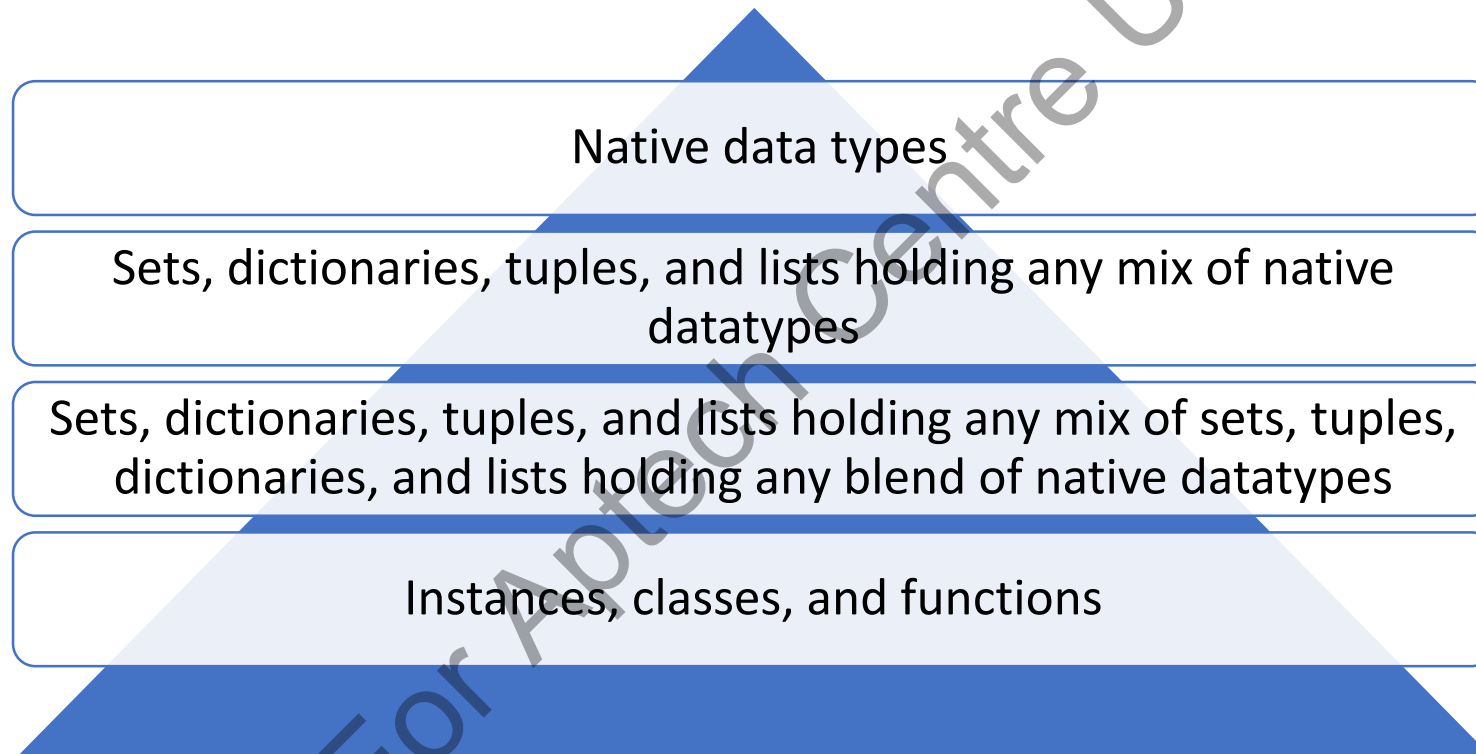 Native data types
Sets, dictionaries, tuples, and lists holding any mix of native
datatypes
Sets, dictionaries, tuples, and lists holding any mix of sets, tuples,
dictionaries, and lists holding any blend of native datatypes
Instances, classes, and functions
For Aptech Centre U